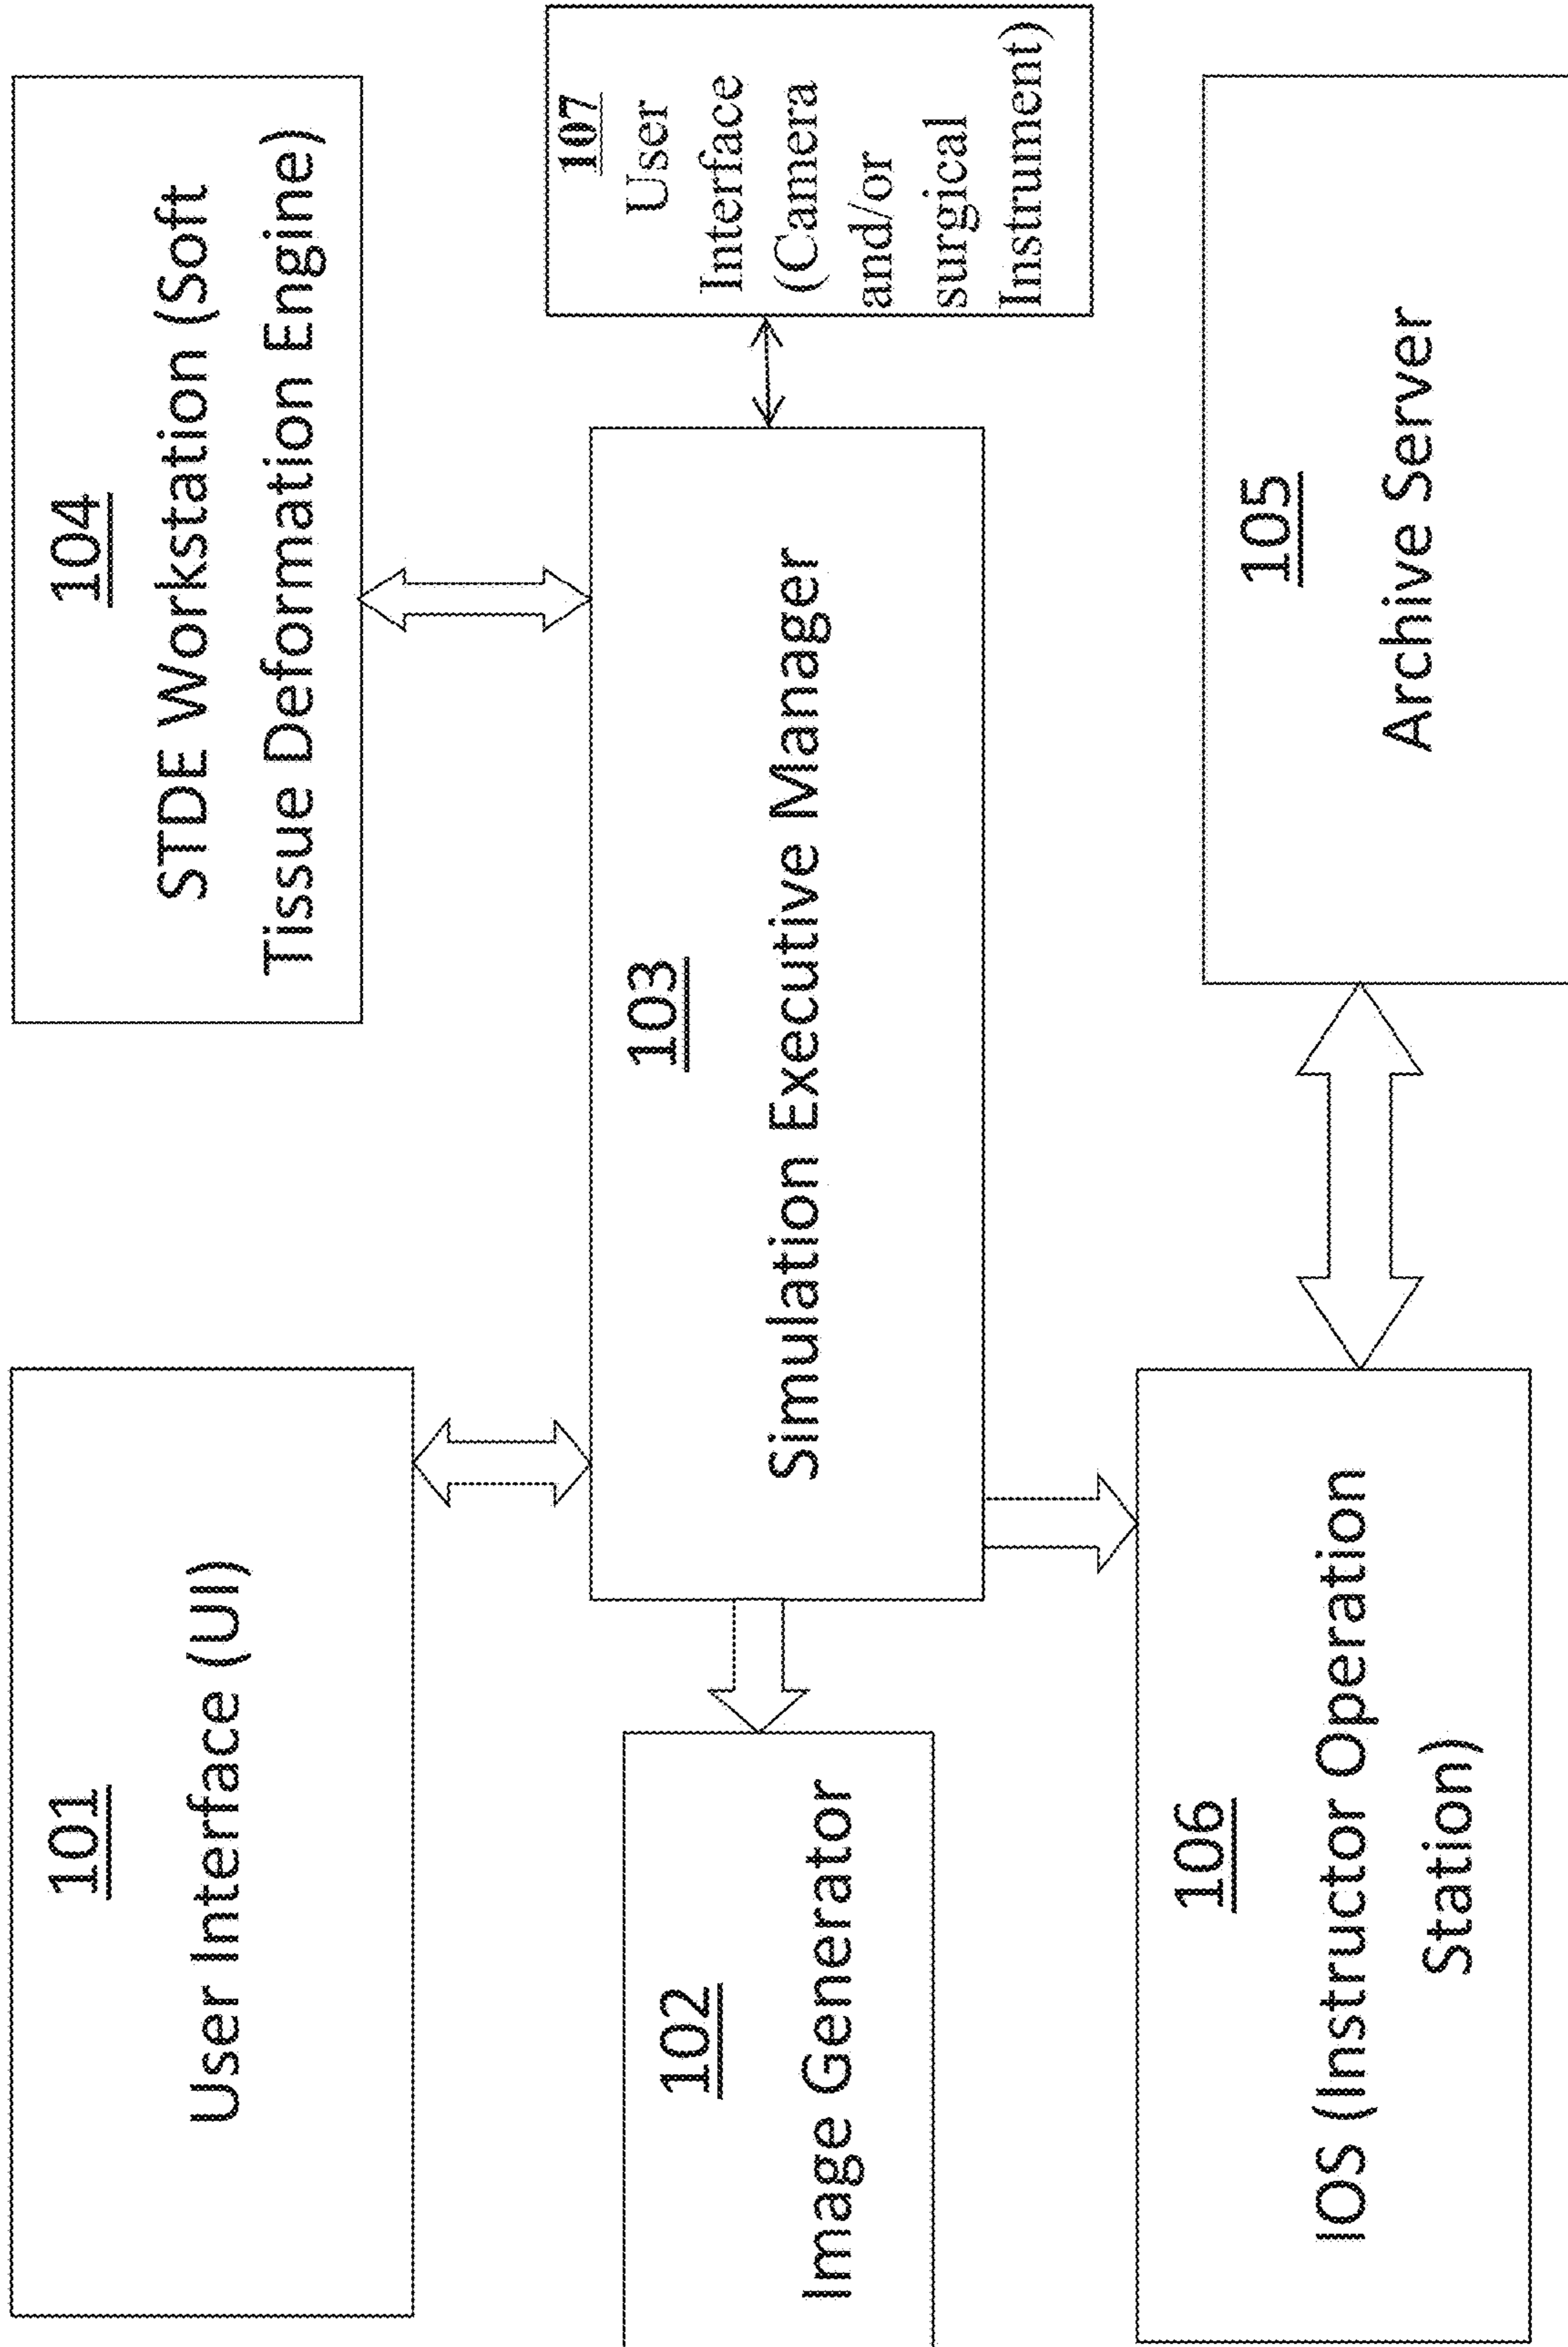 101
User Interface (UI)
104
STDE Workstation (Soft
Tissue Deformation Engine)
102
Image Generator
103
Simulation Executive Manager
107
User
Interface
(Camera
and/or
surgical
Instrument)
106
IOS (Instructor Operation
Station)
105
Archive Server